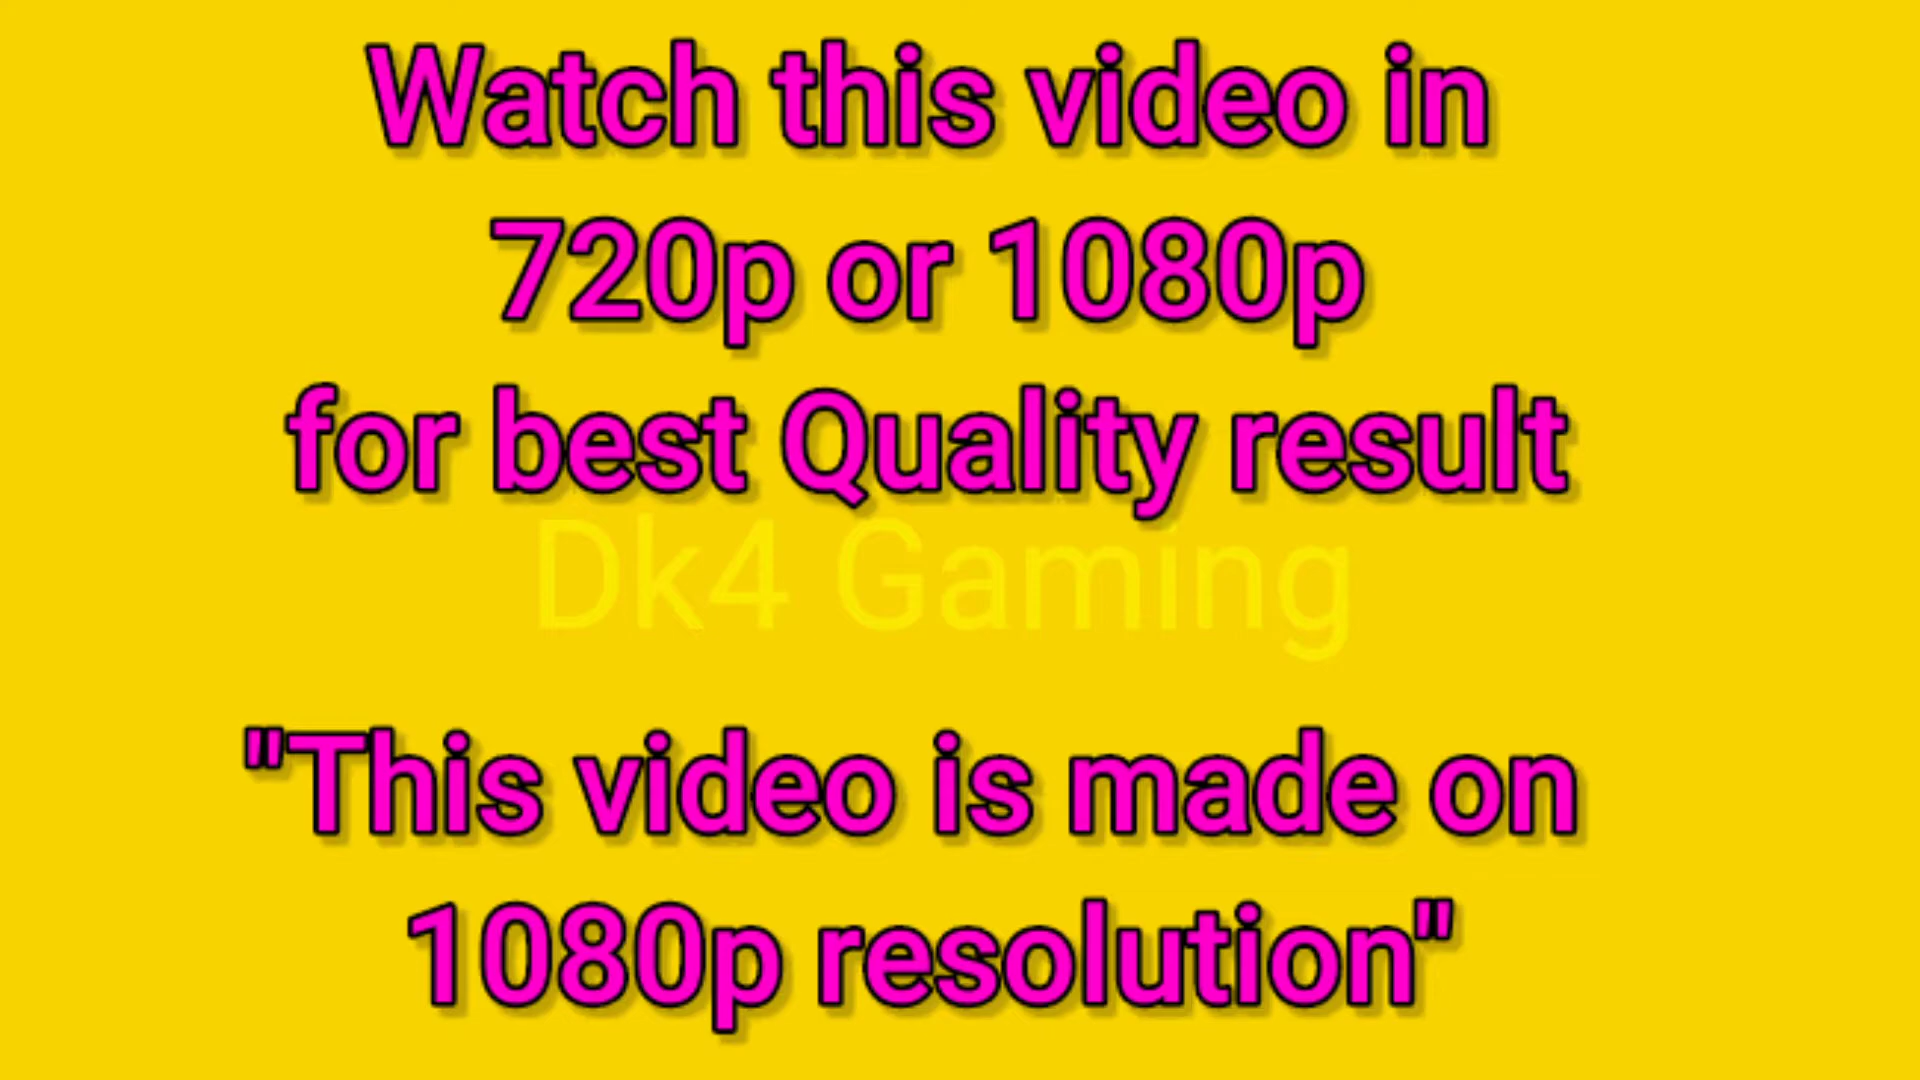 Watch this video in
720p or 1080p
for best Quality result
Dk4 Gaming
"This video is made on
1080p resolution"